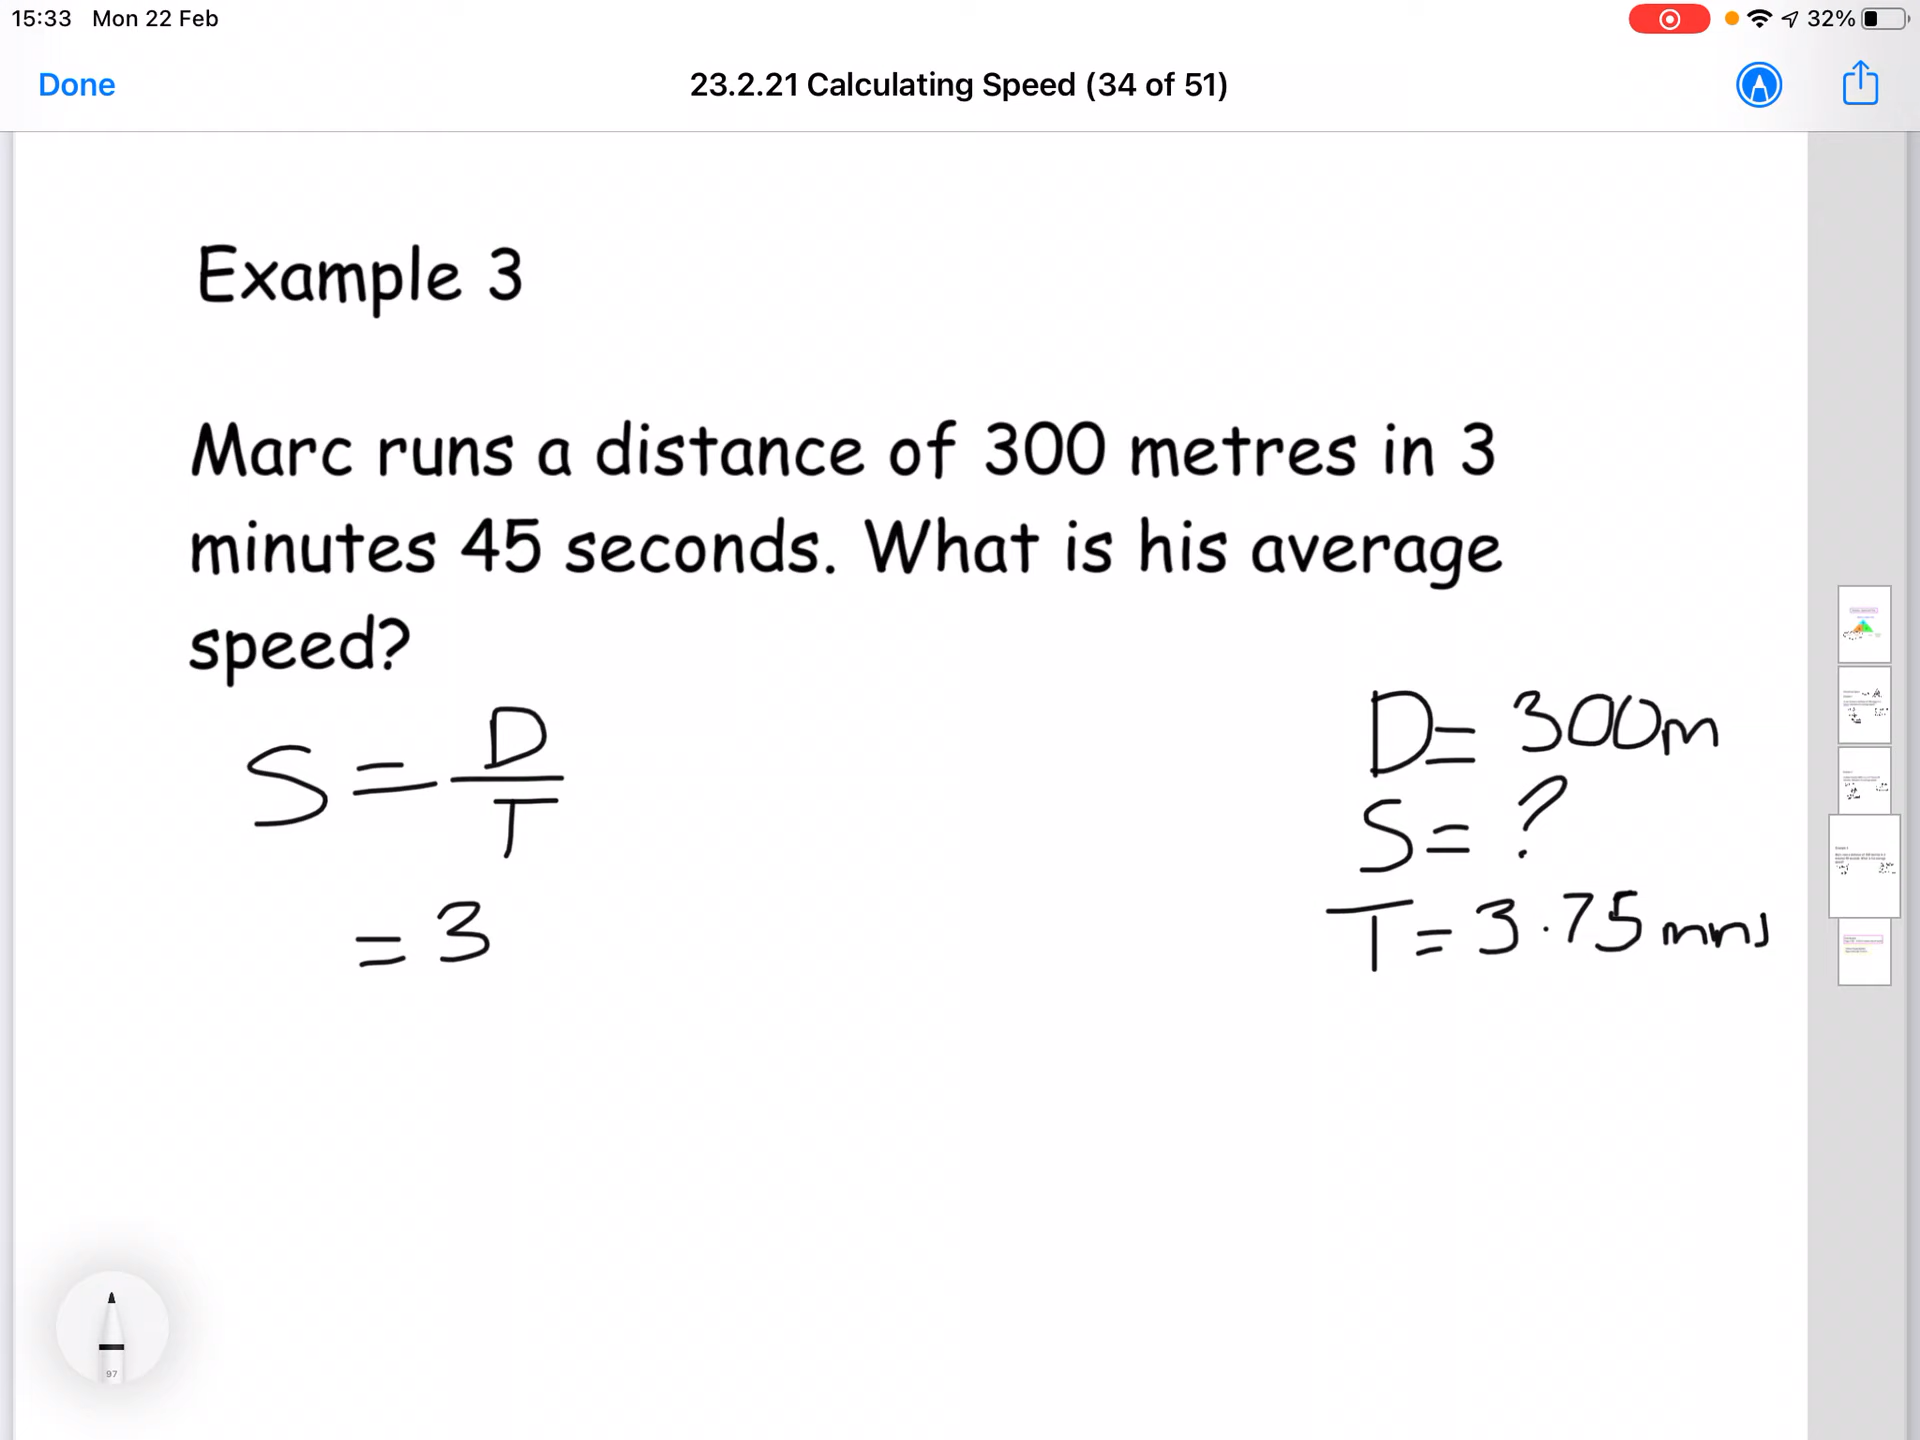 15:33 Mon 22 Feb
32%
Done
23.2.21 Calculating Speed (34 of 51)
Example 3
Marc runs a distance of 300 metres in 3
minutes 45 seconds. What is his average
speed?
S = D/T
= 3
D = 300m
S = ?
T = 3.75 mns
97